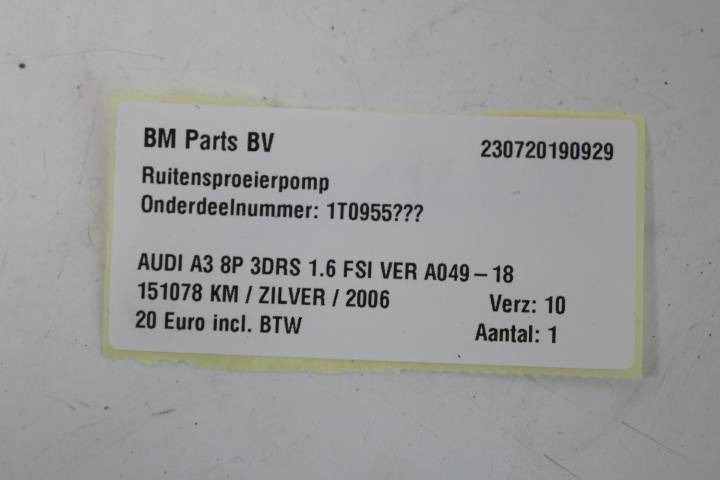 BM Parts BV 230720190929
Ruitensproeierpomp
Onderdeelnummer: 1T0955???
AUDI A3 8P 3DRS 1.6 FSI VER A049-18
151078 KM / ZILVER / 2006 Verz: 10
20 Euro incl. BTW Aantal: 1